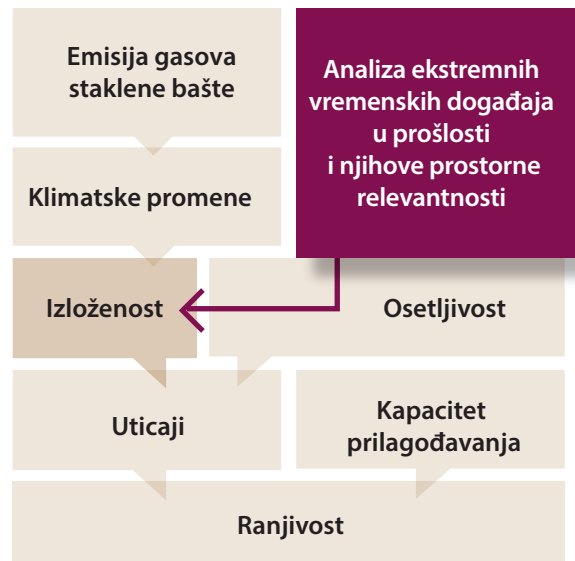 Emisija gasova
staklene bašte
Analiza ekstremnih
vremenskih događaja
u prošlosti
i njihove prostorne
relevantnosti
Klimatske promene
Izloženost
Osetljivost
Uticaji
Kapacitet
prilagođavanja
Ranjivost